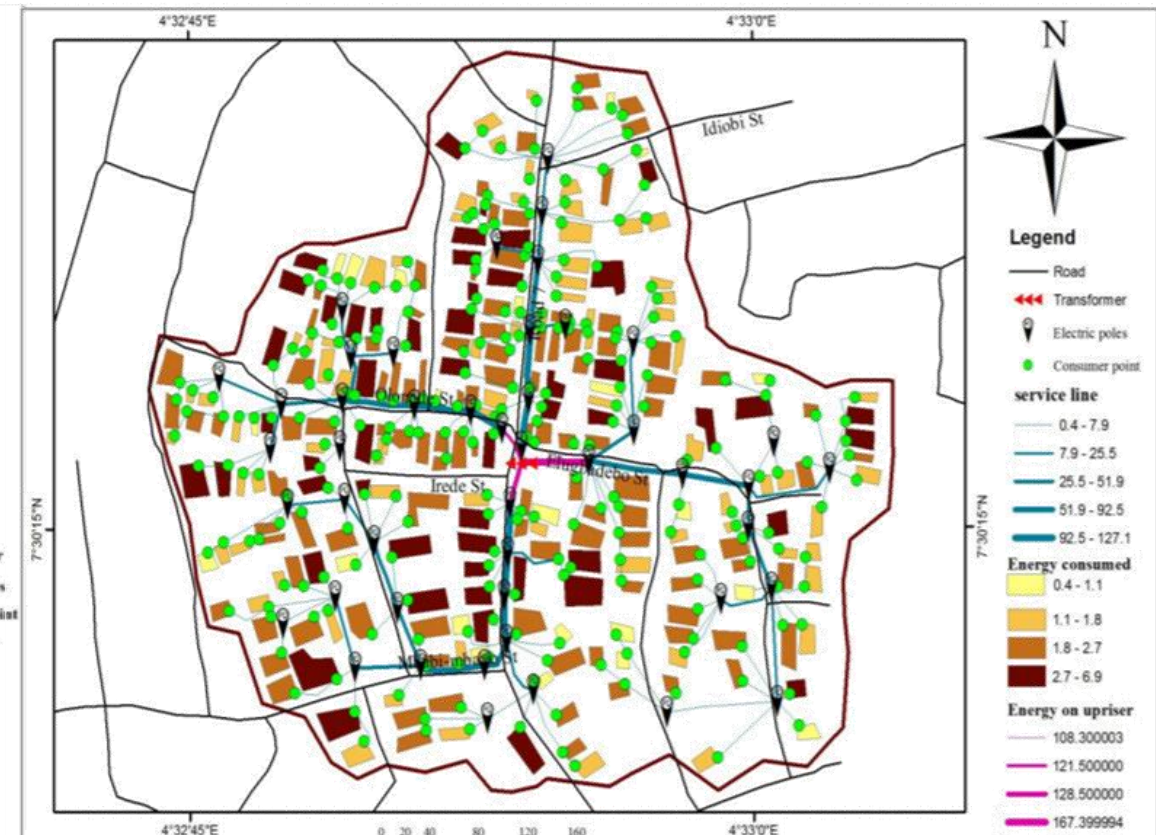 4°32'45"E
4°33'0"E
N
Idiobi St
Legend
Road
Transformer
Electric poles
Consumer point
service line
0.4 - 7.9
7.9 - 25.5
25.5 - 51.9
51.9 - 92.5
92.5 - 127.1
Irede St
7°30'15"N
7°30'15"N
Energy consumed
0.4 - 1.1
1.1 - 1.8
1.8 - 2.7
2.7 - 6.9
Energy on upriser
108.300003
121.500000
128.500000
167.399994
4°32'45"E
0 20 40 80 120 160
4°33'0"E